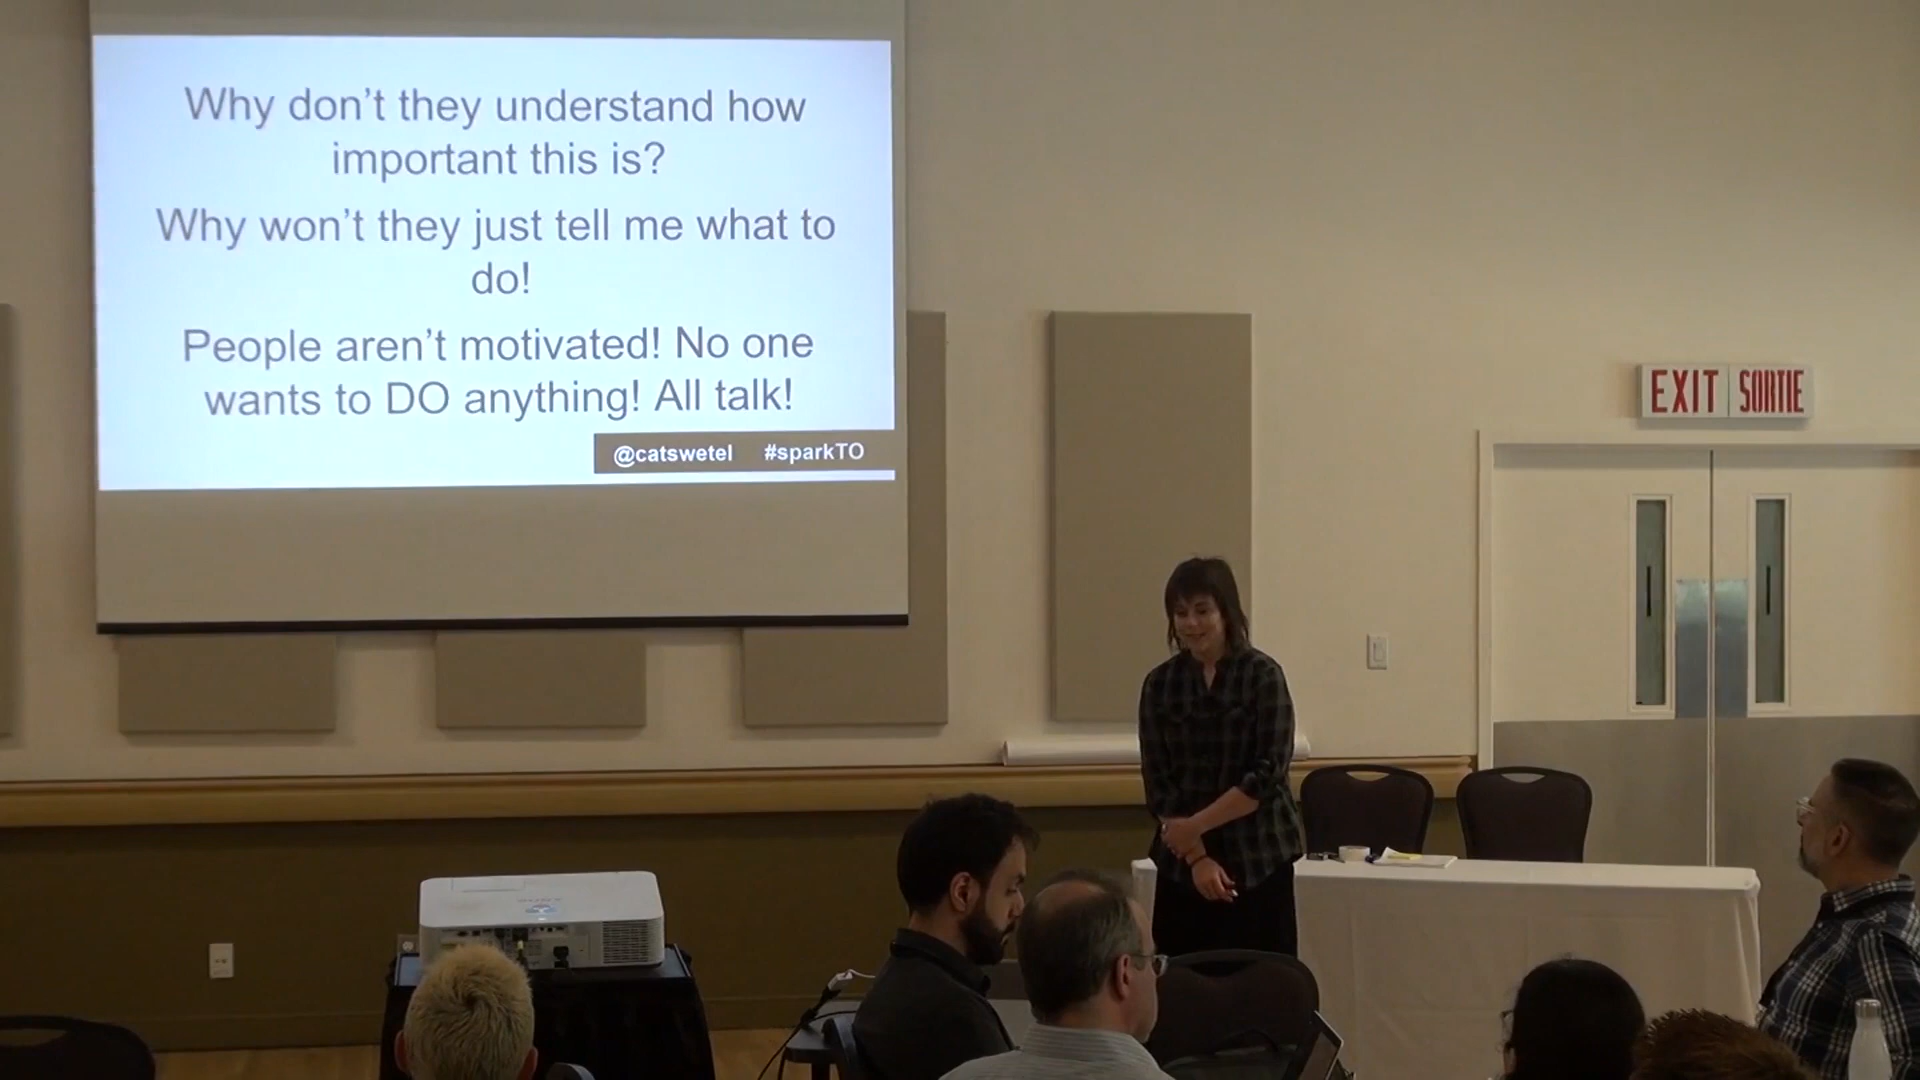 Why don't they understand how
important this is?
Why won't they just tell me what to
do!
People aren't motivated! No one
wants to DO anything! All talk!
@catswetel #sparkTO
EXIT SORTIE